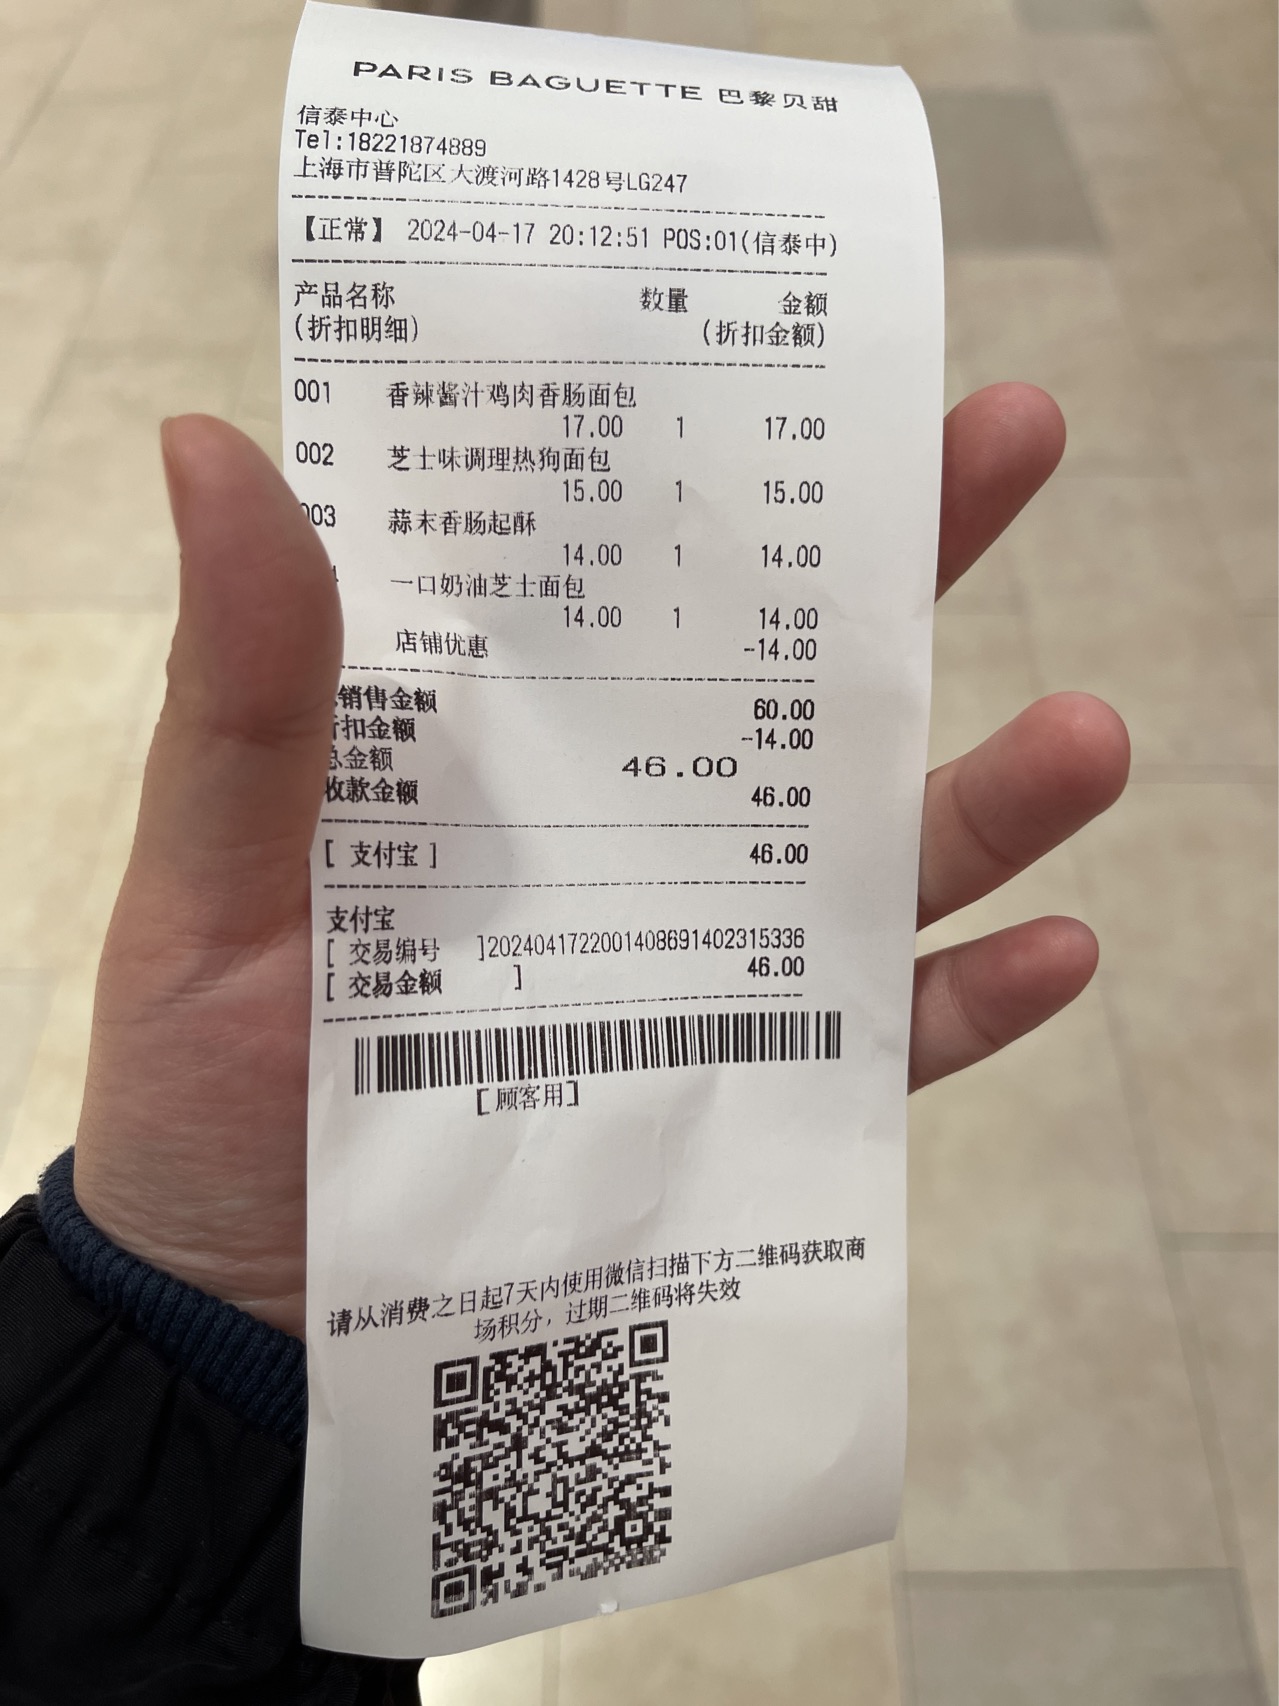 PARIS BAGUETTE 巴黎贝甜
信泰中心
Tel:18221874889
上海市普陀区大渡河路1428号LG247
【正常】 2024-04-17 20:12:51 POS:01(信泰中)
产品名称 数量 金额
(折扣明细) (折扣金额)
001 香辣酱汁鸡肉香肠面包
17.00 1 17.00
002 芝士味调理热狗面包
15.00 1 15.00
003 蒜末香肠起酥
14.00 1 14.00
一口奶油芝士面包
14.00 1 14.00
店铺优惠 -14.00
销售金额 60.00
折扣金额 -14.00
总金额 46.00
收款金额 46.00
[ 支付宝 ] 46.00
支付宝
[ 交易编号 ]2024041722001408691402315336
[ 交易金额 ] 46.00
[顾客用]
请从消费之日起7天内使用微信扫描下方二维码获取商
场积分，过期二维码将失效